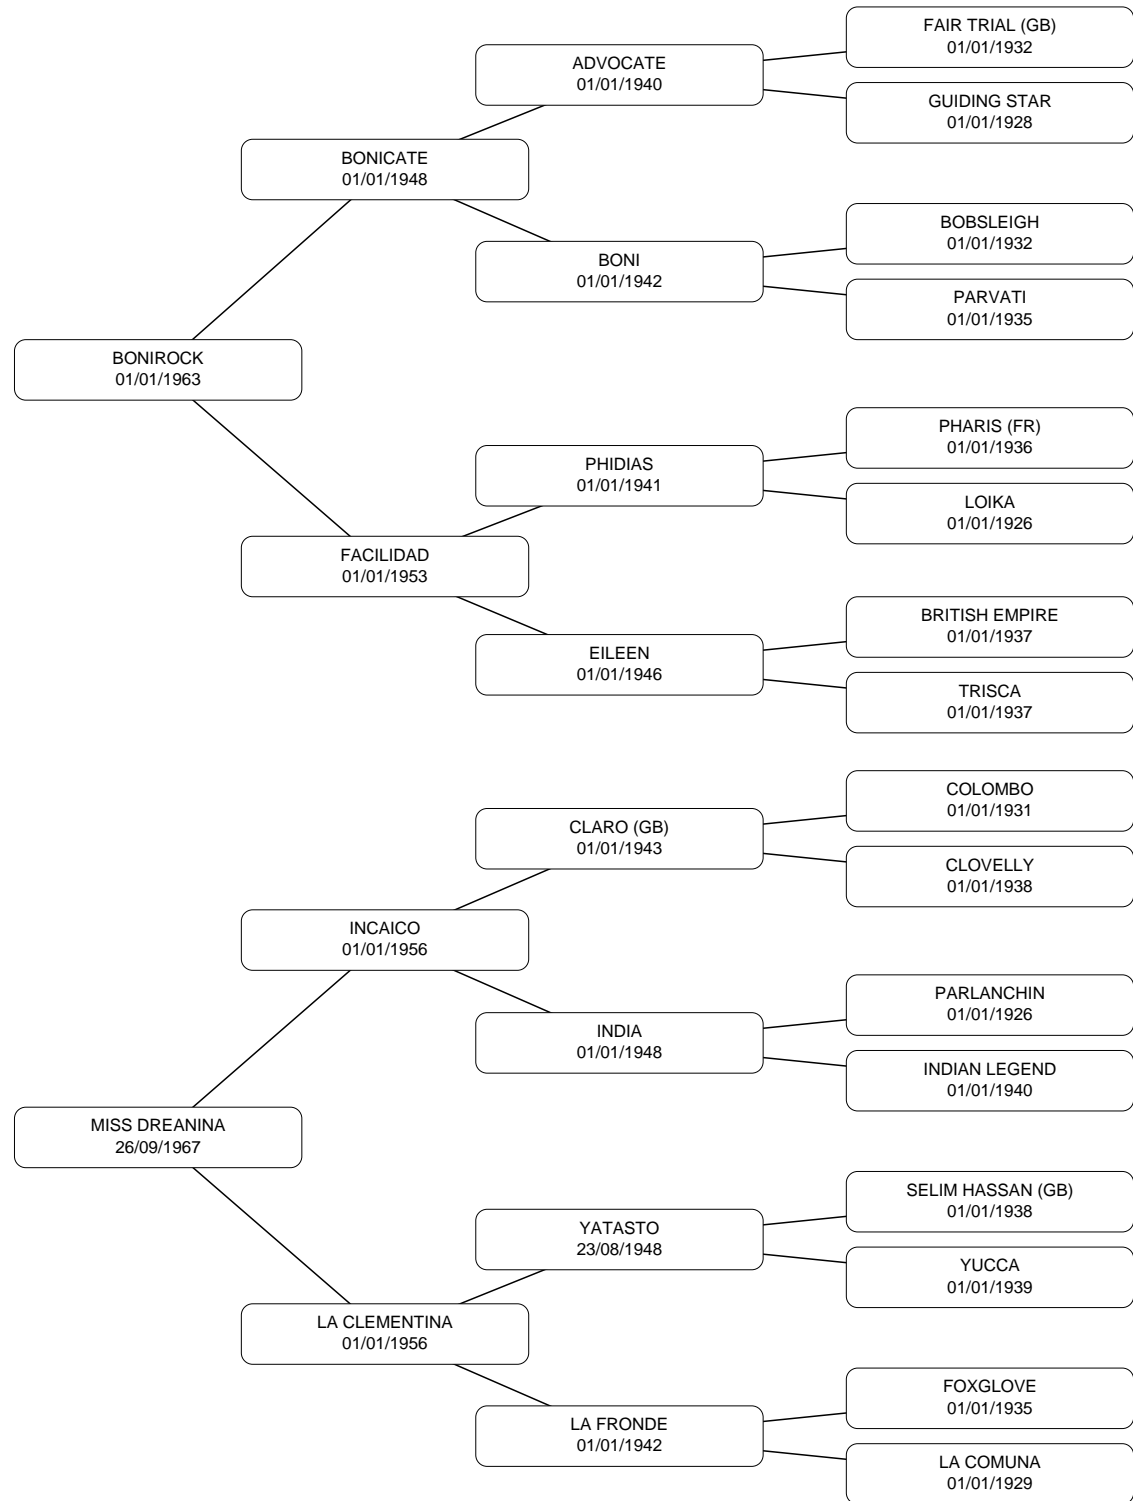 FAIR TRIAL (GB)
01/01/1932
ADVOCATE
01/01/1940
GUIDING STAR
01/01/1928
BONICATE
01/01/1948
BOBSLEIGH
01/01/1932
BONI
01/01/1942
PARVATI
01/01/1935
BONIROCK
01/01/1963
PHARIS (FR)
01/01/1936
PHIDIAS
01/01/1941
LOIKA
01/01/1926
FACILIDAD
01/01/1953
BRITISH EMPIRE
01/01/1937
EILEEN
01/01/1946
TRISCA
01/01/1937
COLOMBO
01/01/1931
CLARO (GB)
01/01/1943
CLOVELLY
01/01/1938
INCAICO
01/01/1956
PARLANCHIN
01/01/1926
INDIA
01/01/1948
INDIAN LEGEND
01/01/1940
MISS DREANINA
26/09/1967
SELIM HASSAN (GB)
01/01/1938
YATASTO
23/08/1948
YUCCA
01/01/1939
LA CLEMENTINA
01/01/1956
FOXGLOVE
01/01/1935
LA FRONDE
01/01/1942
LA COMUNA
01/01/1929